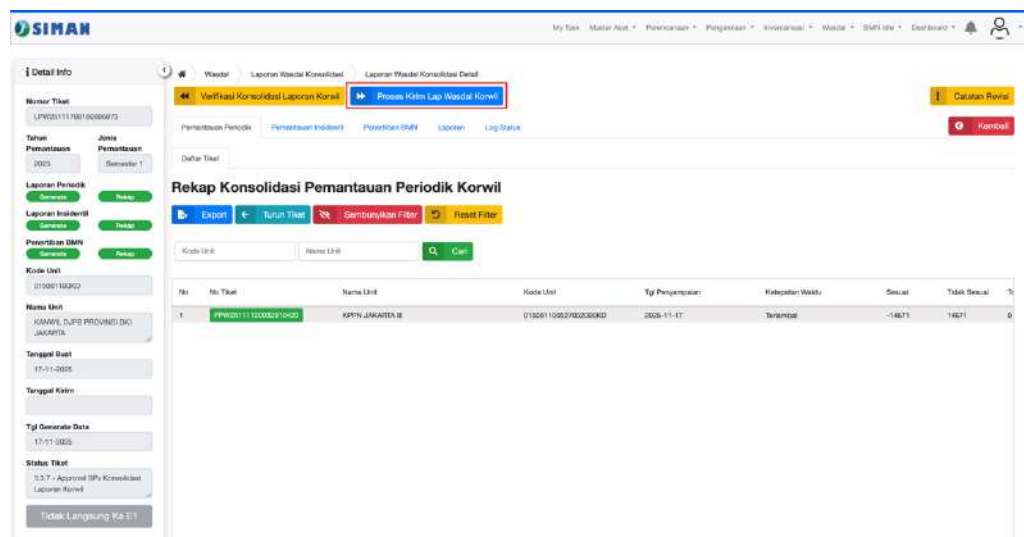 SIMAN
My Task Master Aset Perencanaan Pengelolaan Inventarisasi Wasdal BMN Idle Dashboard
i Detail Info
Wasdal Laporan Wasdal Konsolidasi Laporan Wasdal Konsolidasi Detail
Verifikasi Konsolidasi Laporan Korwil Proses Kirim Lap Wasdal Korwil Catatan Revisi
Pemantauan Periodik Pemantauan Insidentil Penertiban BMN Laporan Log Status Kembali
Daftar Tiket
Rekap Konsolidasi Pemantauan Periodik Korwil
Export Turun Tiket Sembunyikan Filter Reset Filter
Kode Unit Nama Unit Cari
No No Tiket Nama Unit Kode Unit Tgl Penyampaian Ketepatan Waktu Sesuai Tidak Sesuai
1 KPPN JAKARTA III 2025-11-17 Terlambat -14671 14671 0
Nomor Tiket
Tahun Pemantauan
2025
Jenis Pemantauan
Semester 1
Laporan Periodik
Generate Rekap
Laporan Insidentil
Generate Rekap
Penertiban BMN
Generate Rekap
Kode Unit
Nama Unit
KANWIL DJPB PROVINSI DKI
JAKARTA
Tanggal Buat
17-11-2025
Tanggal Kirim
Tgl Generate Data
17-11-2025
Status Tiket
Laporan Korwil
Tidak Langsung Ke E1